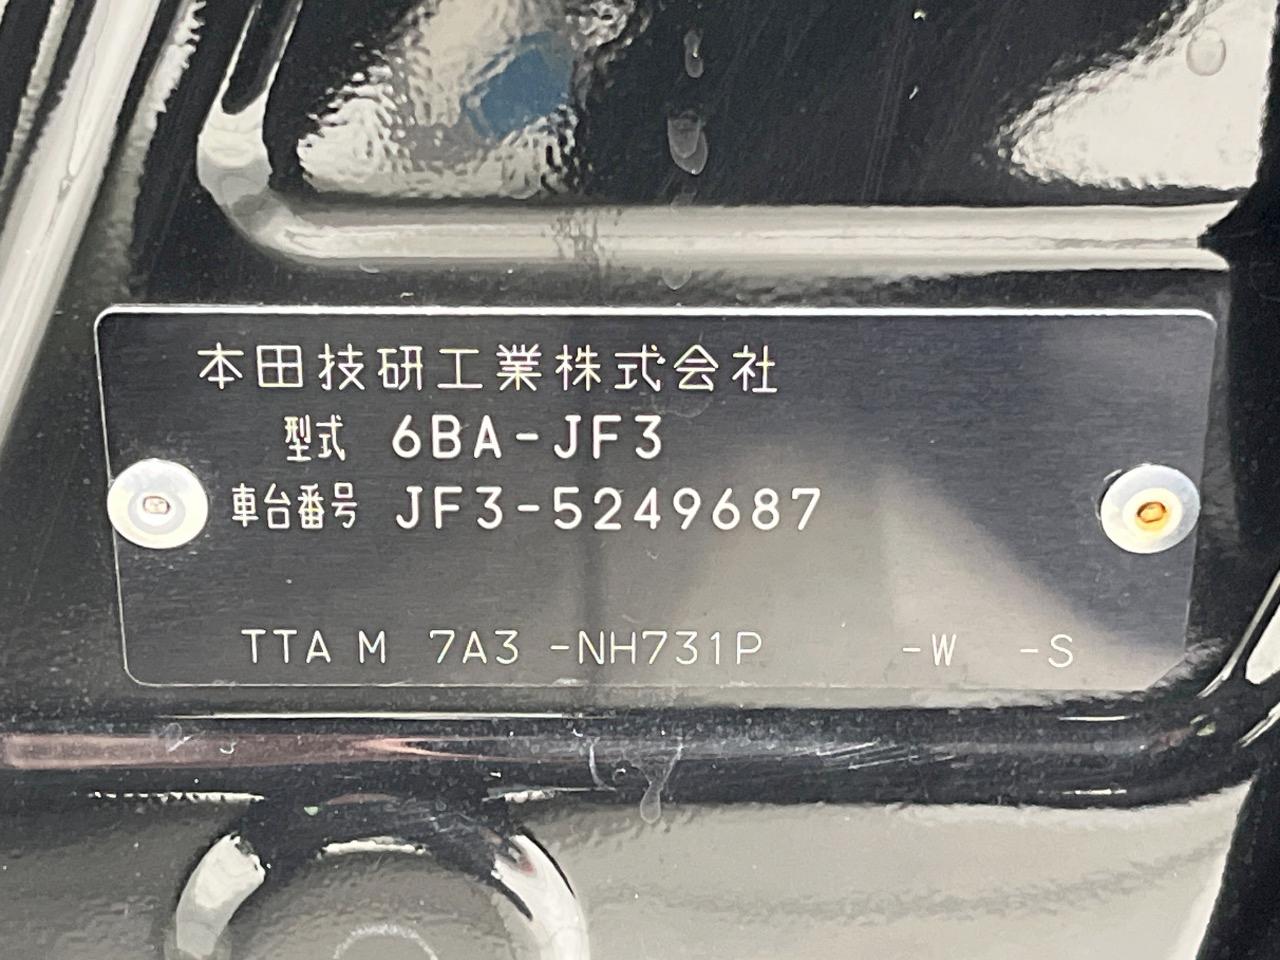 本田技研工業株式会社
型式 6BA-JF3
車台番号 JF3-5249687
TTA M 7A3 -NH731P -W -S